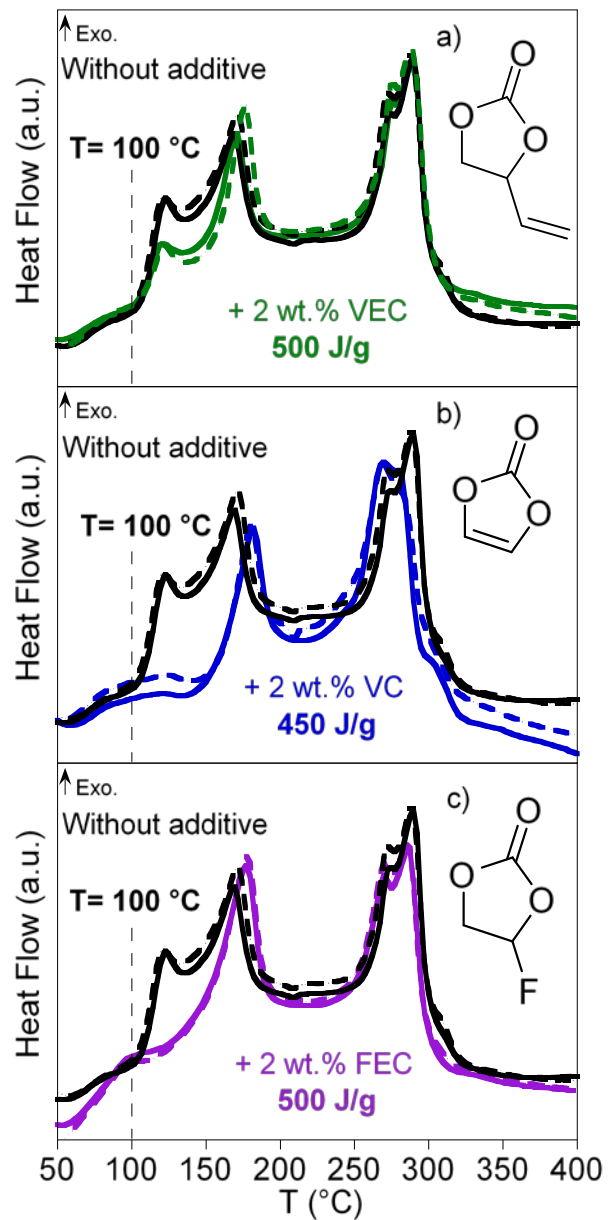 Exo.
a)
Without additive
T= 100 °C
O
O
O
+ 2 wt.% VEC
500 J/g
Heat Flow (a.u.)
Exo.
b)
Without additive
T= 100 °C
O
O
O
+ 2 wt.% VC
450 J/g
Heat Flow (a.u.)
Exo.
c)
Without additive
T= 100 °C
O
O
O
F
+ 2 wt.% FEC
500 J/g
Heat Flow (a.u.)
50 100 150 200 250 300 350 400
T (°C)